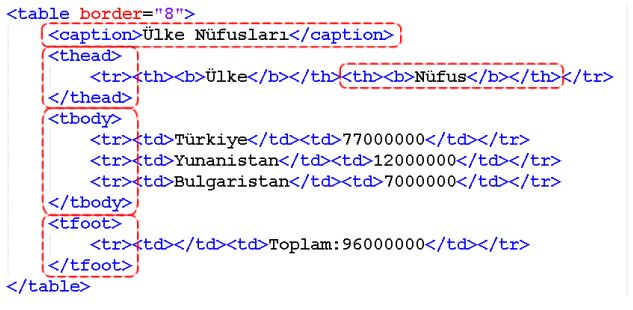 <table border="8">
<caption>Ülke Nüfusları</caption>
<thead>
<tr><th><b>Ülke</b></th><th><b>Nüfus</b></th></tr>
</thead>
<tbody>
<tr><td>Türkiye</td><td>77000000</td></tr>
<tr><td>Yunanistan</td><td>12000000</td></tr>
<tr><td>Bulgaristan</td><td>7000000</td></tr>
</tbody>
<tfoot>
<tr><td></td><td>Toplam:96000000</td></tr>
</tfoot>
</table>